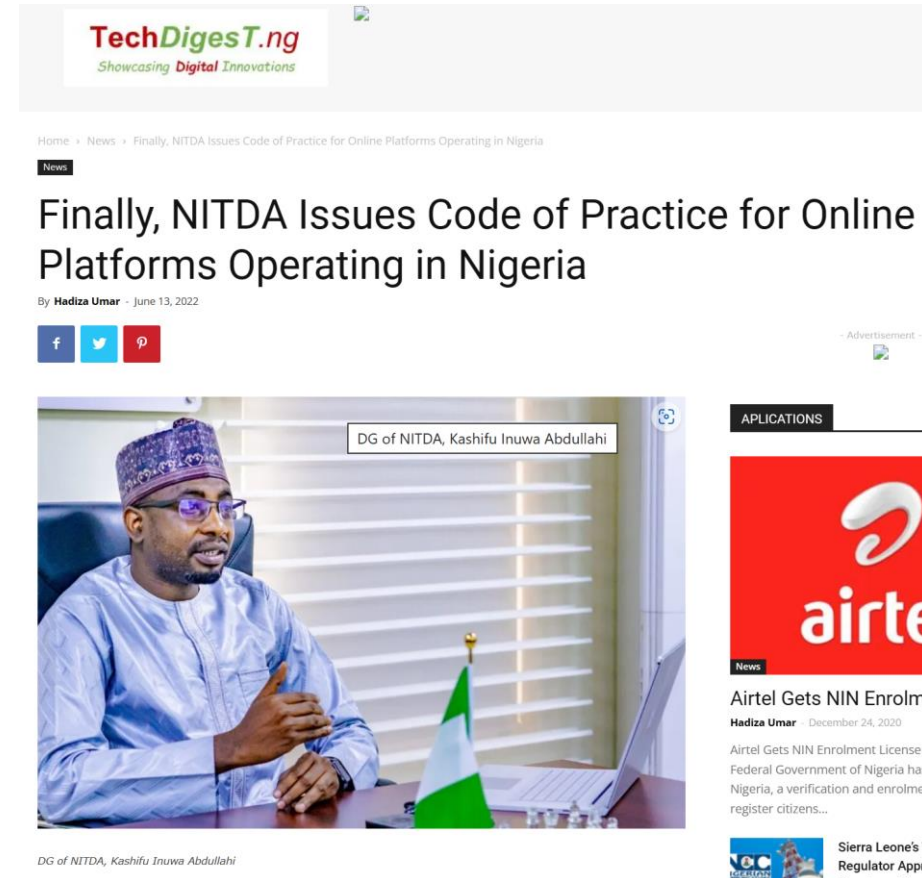 TechDigesT.ng
Showcasing Digital Innovations
Home › News › Finally, NITDA Issues Code of Practice for Online Platforms Operating in Nigeria
News
Finally, NITDA Issues Code of Practice for Online
Platforms Operating in Nigeria
By Hadiza Umar - June 13, 2022
DG of NITDA, Kashifu Inuwa Abdullahi
DG of NITDA, Kashifu Inuwa Abdullahi
- Advertisement -
APLICATIONS
airte
News
Airtel Gets NIN Enrolm
Hadiza Umar - December 24, 2020
Airtel Gets NIN Enrolment License
Federal Government of Nigeria ha
Nigeria, a verification and enrolme
register citizens...
Sierra Leone's
Regulator Appr